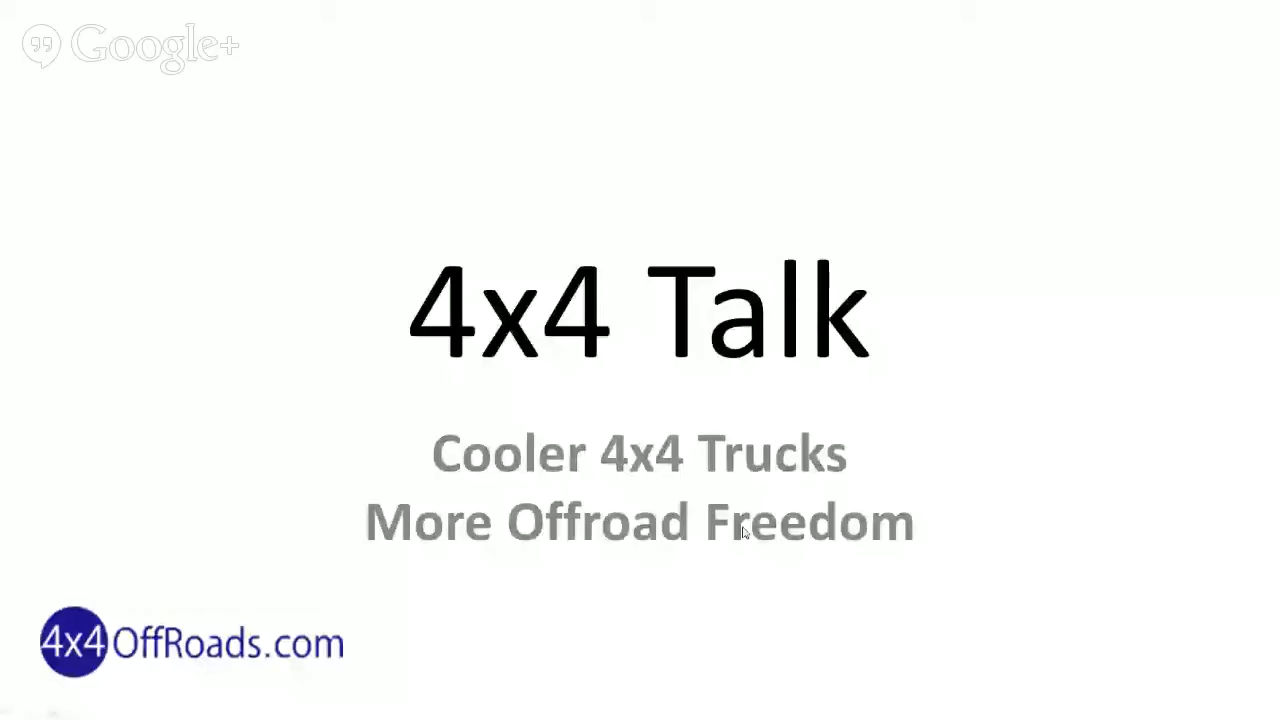 Google+
4x4 Talk
Cooler 4x4 Trucks
More Offroad Freedom
4x4OffRoads.com